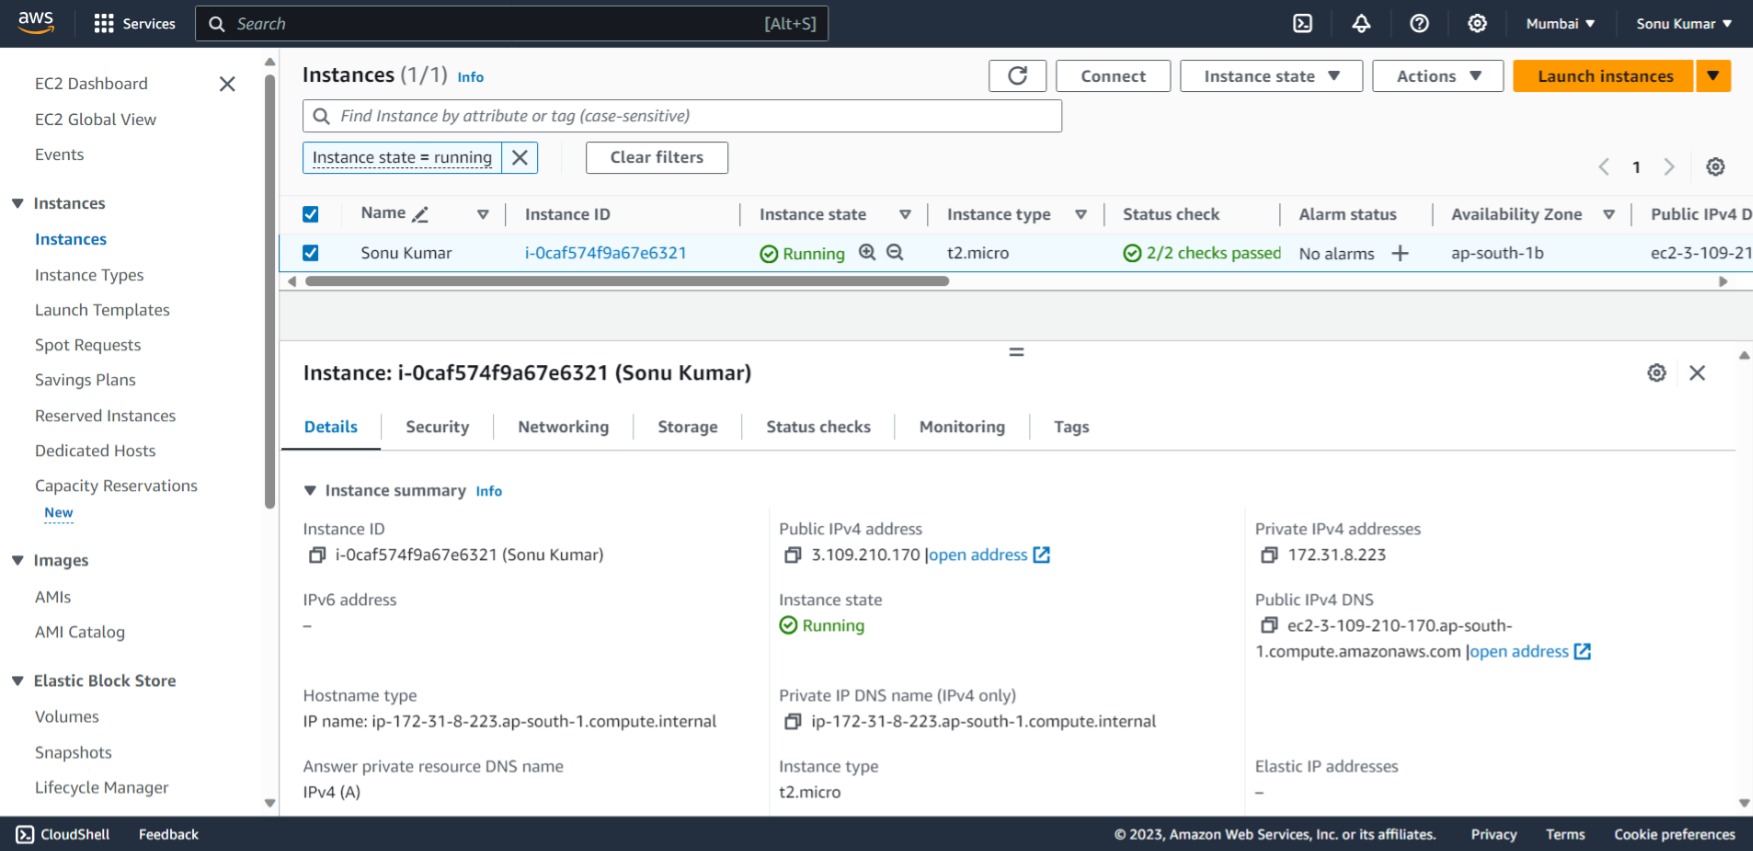 aws Services Search [Alt+S] Mumbai Sonu Kumar
EC2 Dashboard
EC2 Global View
Events
Instances
Instances
Instance Types
Launch Templates
Spot Requests
Savings Plans
Reserved Instances
Dedicated Hosts
Capacity Reservations
New
Images
AMIs
AMI Catalog
Elastic Block Store
Volumes
Snapshots
Lifecycle Manager
Instances (1/1) Info Connect Instance state Actions Launch instances
Find Instance by attribute or tag (case-sensitive)
Instance state = running Clear filters 1
Name Instance ID Instance state Instance type Status check Alarm status Availability Zone Public IPv4 D
Sonu Kumar i-0caf574f9a67e6321 Running t2.micro 2/2 checks passed No alarms + ap-south-1b ec2-3-109-21
Instance: i-0caf574f9a67e6321 (Sonu Kumar)
Details Security Networking Storage Status checks Monitoring Tags
Instance summary Info
Instance ID
i-0caf574f9a67e6321 (Sonu Kumar)
Public IPv4 address
3.109.210.170 |open address
Private IPv4 addresses
172.31.8.223
IPv6 address
–
Instance state
Running
Public IPv4 DNS
ec2-3-109-210-170.ap-south-
1.compute.amazonaws.com |open address
Hostname type
IP name: ip-172-31-8-223.ap-south-1.compute.internal
Private IP DNS name (IPv4 only)
ip-172-31-8-223.ap-south-1.compute.internal
Answer private resource DNS name
IPv4 (A)
Instance type
t2.micro
Elastic IP addresses
–
CloudShell Feedback © 2023, Amazon Web Services, Inc. or its affiliates. Privacy Terms Cookie preferences